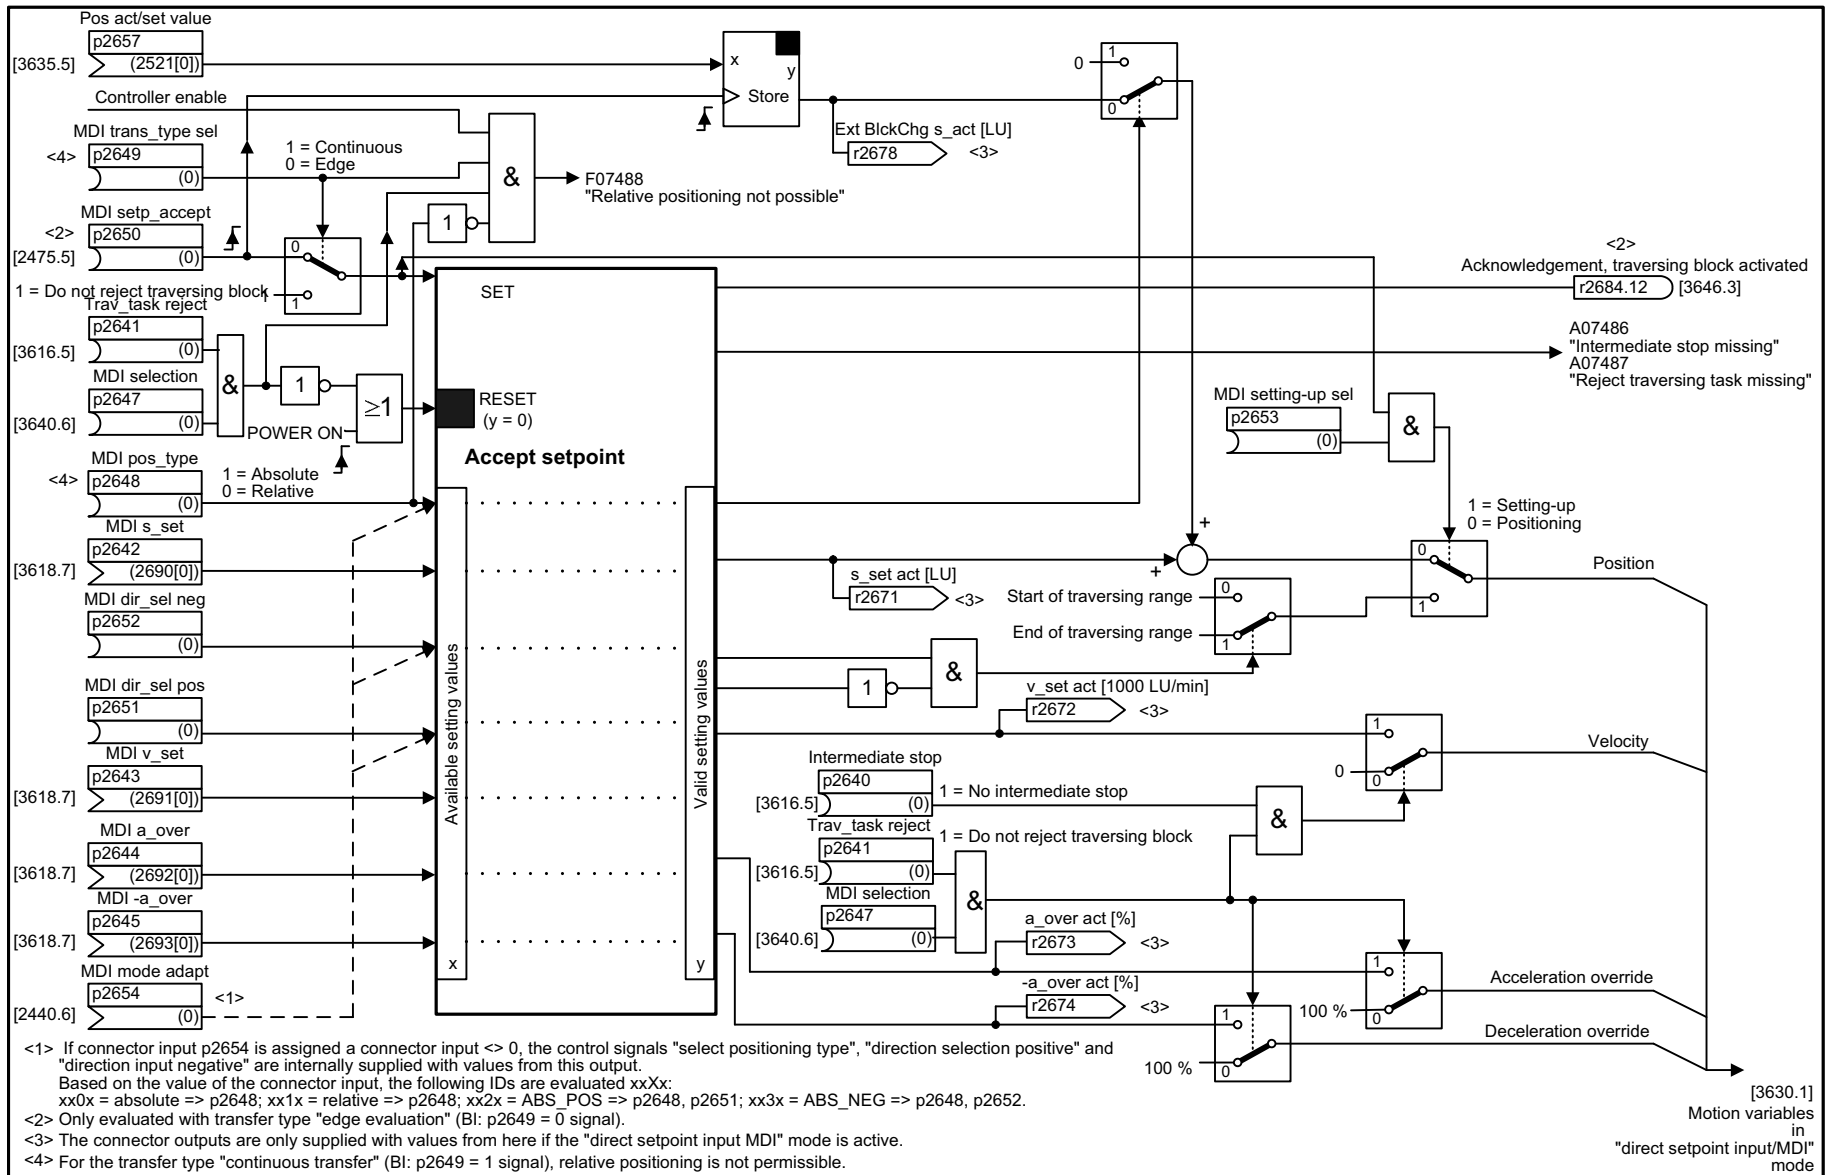 Pos act/set value
p2657
[3635.5]
(2521[0])
x
y
Store
0
1
0
Controller enable
Ext BlckChg s_act [LU]
r2678
<3>
MDI trans_type sel
<4>
p2649
(0)
1 = Continuous
0 = Edge
&
F07488
"Relative positioning not possible"
1
MDI setp_accept
<2>
p2650
[2475.5]
(0)
0
1
1 = Do not reject traversing block
SET
<2>
Acknowledgement, traversing block activated
r2684.12
[3646.3]
Trav_task reject
p2641
[3616.5]
(0)
A07486
"Intermediate stop missing"
A07487
"Reject traversing task missing"
MDI selection
p2647
[3640.6]
(0)
&
1
≥1
POWER ON
RESET
(y = 0)
Accept setpoint
MDI setting-up sel
p2653
(0)
&
MDI pos_type
<4>
p2648
(0)
1 = Absolute
0 = Relative
1 = Setting-up
0 = Positioning
MDI s_set
p2642
[3618.7]
(2690[0])
+
+
0
1
Position
s_set act [LU]
r2671
<3>
Start of traversing range
End of traversing range
0
1
MDI dir_sel neg
p2652
(0)
1
&
MDI dir_sel pos
p2651
(0)
v_set act [1000 LU/min]
r2672
<3>
Available setting values
Valid setting values
MDI v_set
p2643
[3618.7]
(2691[0])
1
0
0
Velocity
Intermediate stop
p2640
[3616.5]
(0)
1 = No intermediate stop
&
Trav_task reject
1 = Do not reject traversing block
p2641
[3616.5]
(0)
MDI a_over
p2644
[3618.7]
(2692[0])
MDI selection
p2647
[3640.6]
(0)
&
MDI -a_over
p2645
[3618.7]
(2693[0])
x
y
a_over act [%]
r2673
<3>
1
100 %
0
Acceleration override
MDI mode adapt
p2654
<1>
[2440.6]
(0)
-a_over act [%]
r2674
<3>
1
100 %
0
Deceleration override
<1> If connector input p2654 is assigned a connector input <> 0, the control signals "select positioning type", "direction selection positive" and
"direction input negative" are internally supplied with values from this output.
Based on the value of the connector input, the following IDs are evaluated xxXx:
xx0x = absolute => p2648; xx1x = relative => p2648; xx2x = ABS_POS => p2648, p2651; xx3x = ABS_NEG => p2648, p2652.
<2> Only evaluated with transfer type "edge evaluation" (BI: p2649 = 0 signal).
<3> The connector outputs are only supplied with values from here if the "direct setpoint input MDI" mode is active.
<4> For the transfer type "continuous transfer" (BI: p2649 = 1 signal), relative positioning is not permissible.
[3630.1]
Motion variables
in
"direct setpoint input/MDI"
mode